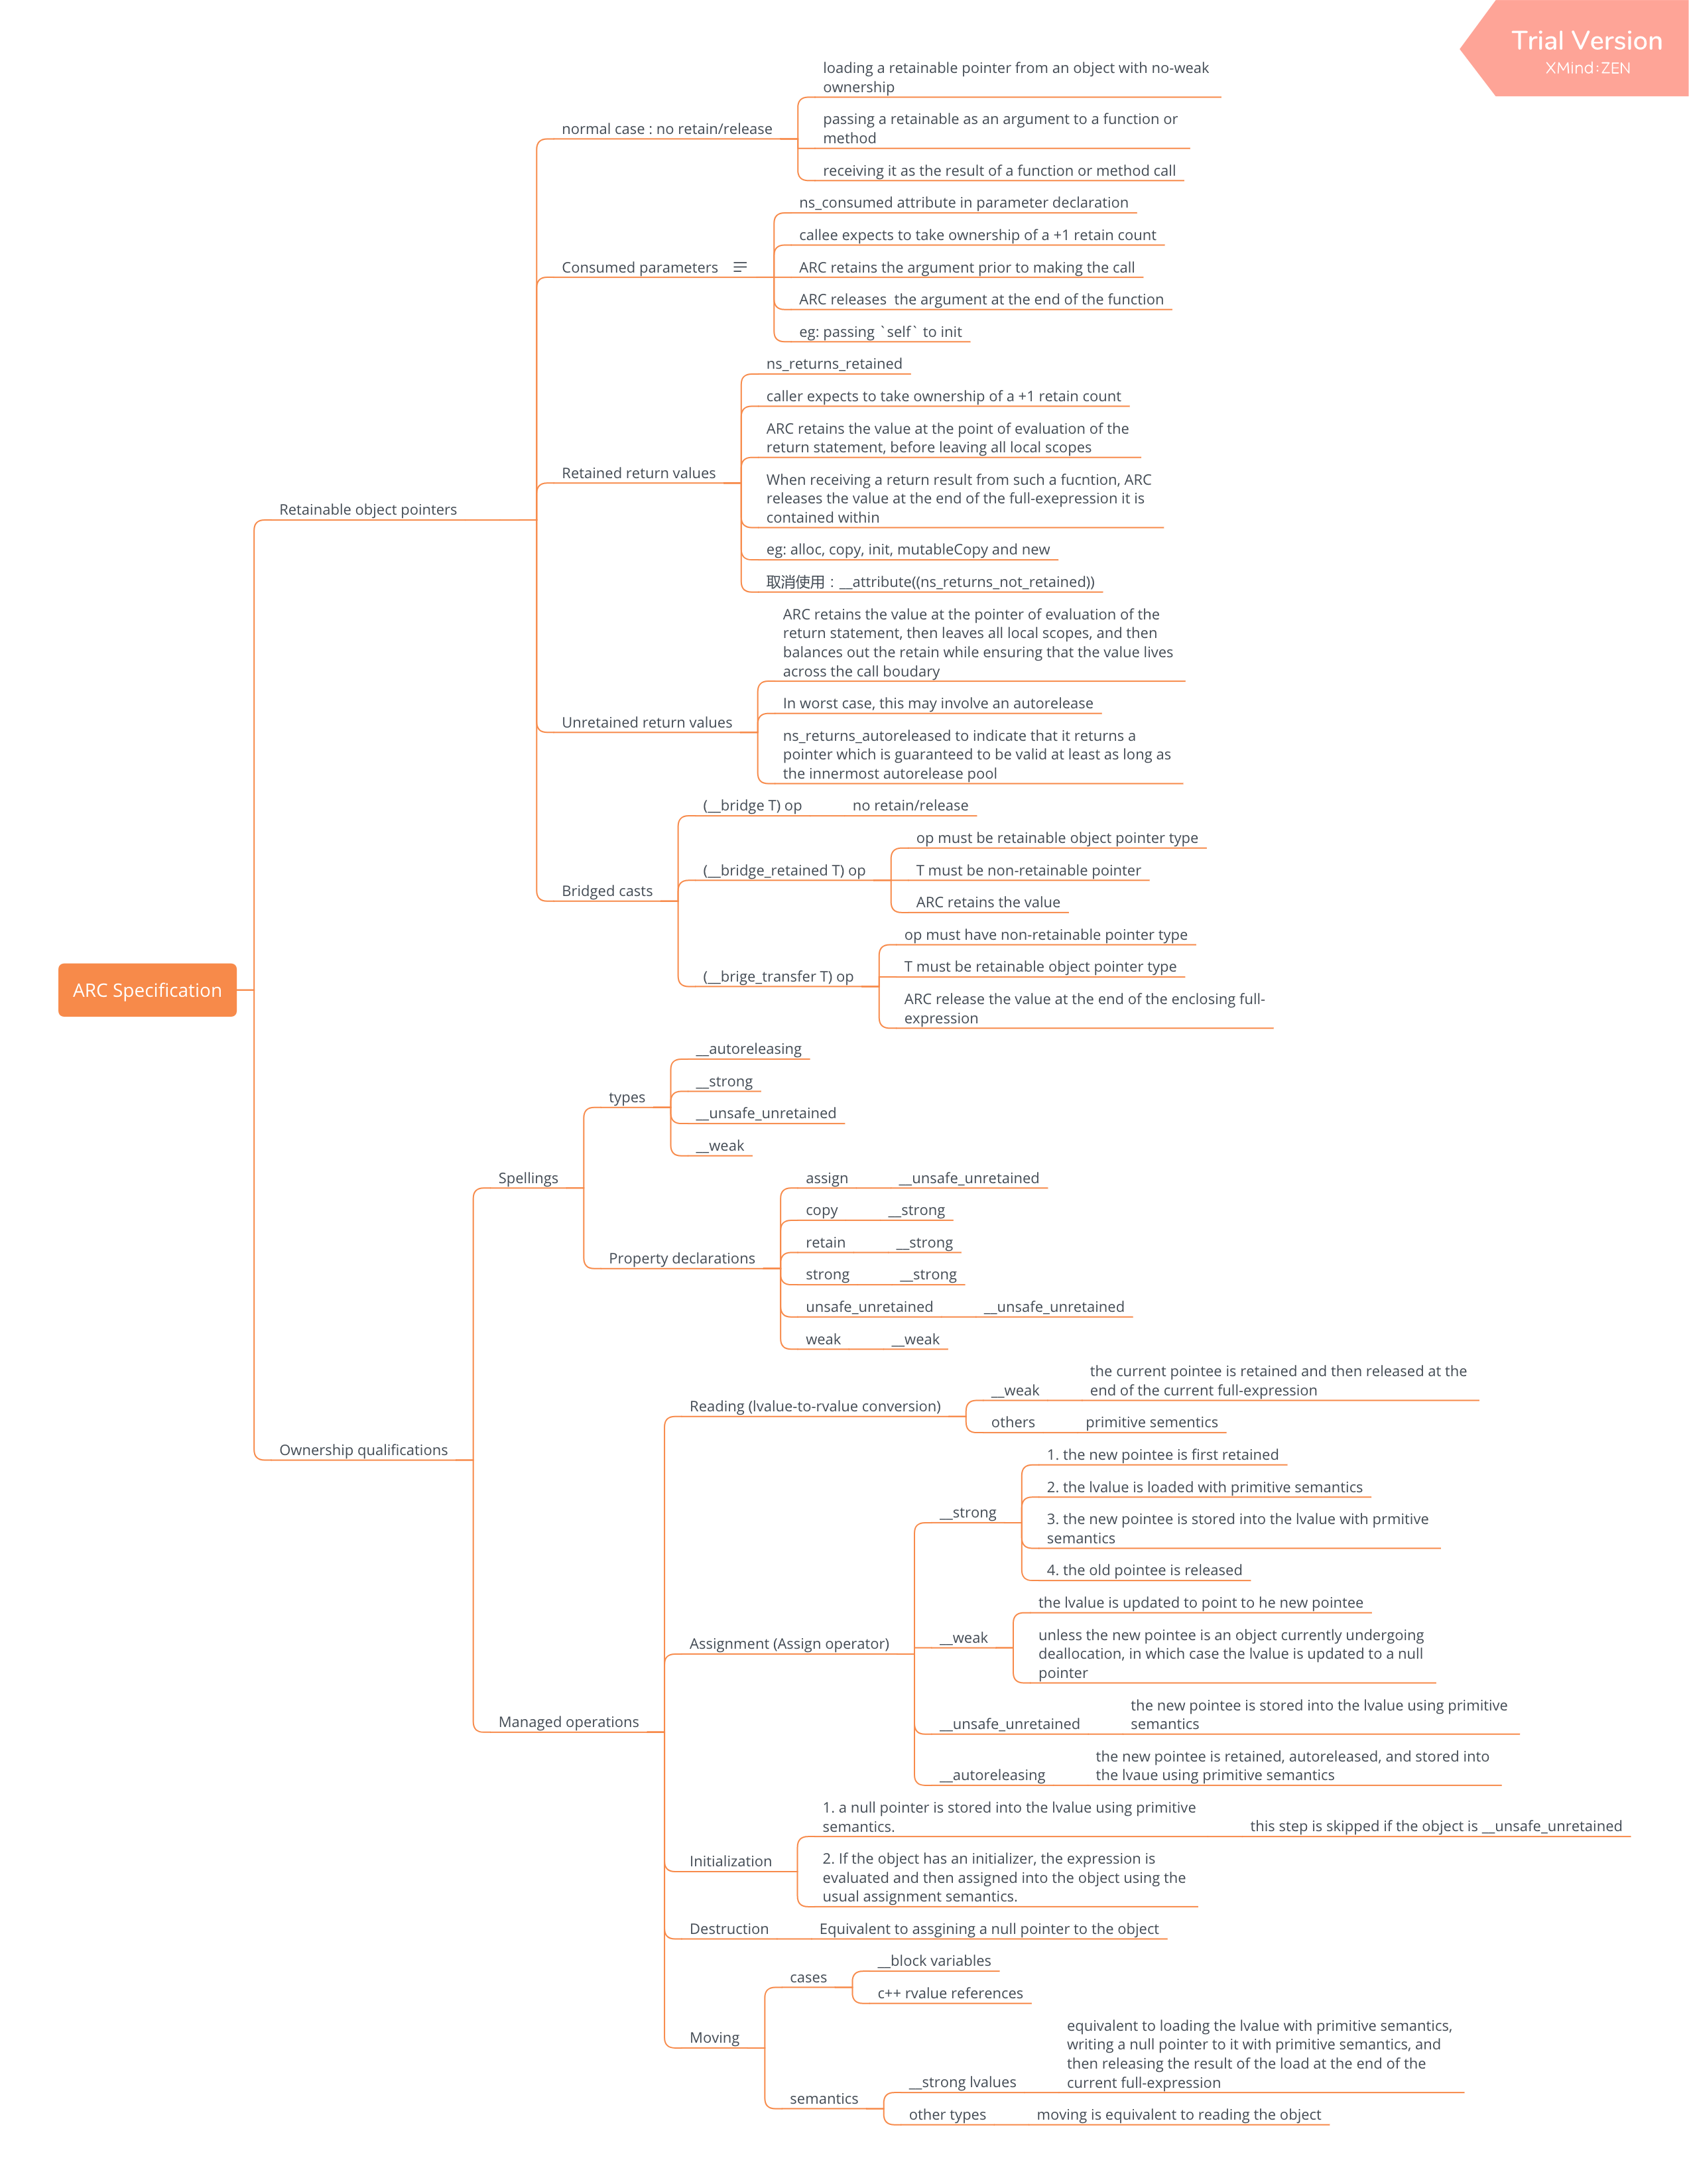 Trial Version
XMind:ZEN
loading a retainable pointer from an object with no-weak
ownership
normal case : no retain/release
passing a retainable as an argument to a function or
method
receiving it as the result of a function or method call
ns_consumed attribute in parameter declaration
callee expects to take ownership of a +1 retain count
Consumed parameters
ARC retains the argument prior to making the call
ARC releases  the argument at the end of the function
eg: passing `self` to init
ns_returns_retained
caller expects to take ownership of a +1 retain count
ARC retains the value at the point of evaluation of the
return statement, before leaving all local scopes
Retained return values
When receiving a return result from such a fucntion, ARC
releases the value at the end of the full-exepression it is
contained within
Retainable object pointers
eg: alloc, copy, init, mutableCopy and new
取消使用：__attribute((ns_returns_not_retained))
ARC retains the value at the pointer of evaluation of the
return statement, then leaves all local scopes, and then
balances out the retain while ensuring that the value lives
across the call boudary
Unretained return values
In worst case, this may involve an autorelease
ns_returns_autoreleased to indicate that it returns a
pointer which is guaranteed to be valid at least as long as
the innermost autorelease pool
(__bridge T) op
no retain/release
op must be retainable object pointer type
(__bridge_retained T) op
T must be non-retainable pointer
Bridged casts
ARC retains the value
op must have non-retainable pointer type
(__brige_transfer T) op
T must be retainable object pointer type
ARC Specification
ARC release the value at the end of the enclosing full-
expression
__autoreleasing
__strong
types
__unsafe_unretained
__weak
Spellings
assign
__unsafe_unretained
copy
__strong
retain
__strong
Property declarations
strong
__strong
unsafe_unretained
__unsafe_unretained
weak
__weak
Reading (lvalue-to-rvalue conversion)
__weak
the current pointee is retained and then released at the
end of the current full-expression
others
primitive sementics
Ownership qualifications
1. the new pointee is first retained
2. the lvalue is loaded with primitive semantics
__strong
3. the new pointee is stored into the lvalue with prmitive
semantics
4. the old pointee is released
Assignment (Assign operator)
the lvalue is updated to point to he new pointee
__weak
unless the new pointee is an object currently undergoing
deallocation, in which case the lvalue is updated to a null
pointer
Managed operations
__unsafe_unretained
the new pointee is stored into the lvalue using primitive
semantics
__autoreleasing
the new pointee is retained, autoreleased, and stored into
the lvaue using primitive semantics
1. a null pointer is stored into the lvalue using primitive
semantics.
this step is skipped if the object is __unsafe_unretained
Initialization
2. If the object has an initializer, the expression is
evaluated and then assigned into the object using the
usual assignment semantics.
Destruction
Equivalent to assgining a null pointer to the object
cases
__block variables
c++ rvalue references
Moving
equivalent to loading the lvalue with primitive semantics,
writing a null pointer to it with primitive semantics, and
then releasing the result of the load at the end of the
current full-expression
__strong lvalues
semantics
other types
moving is equivalent to reading the object